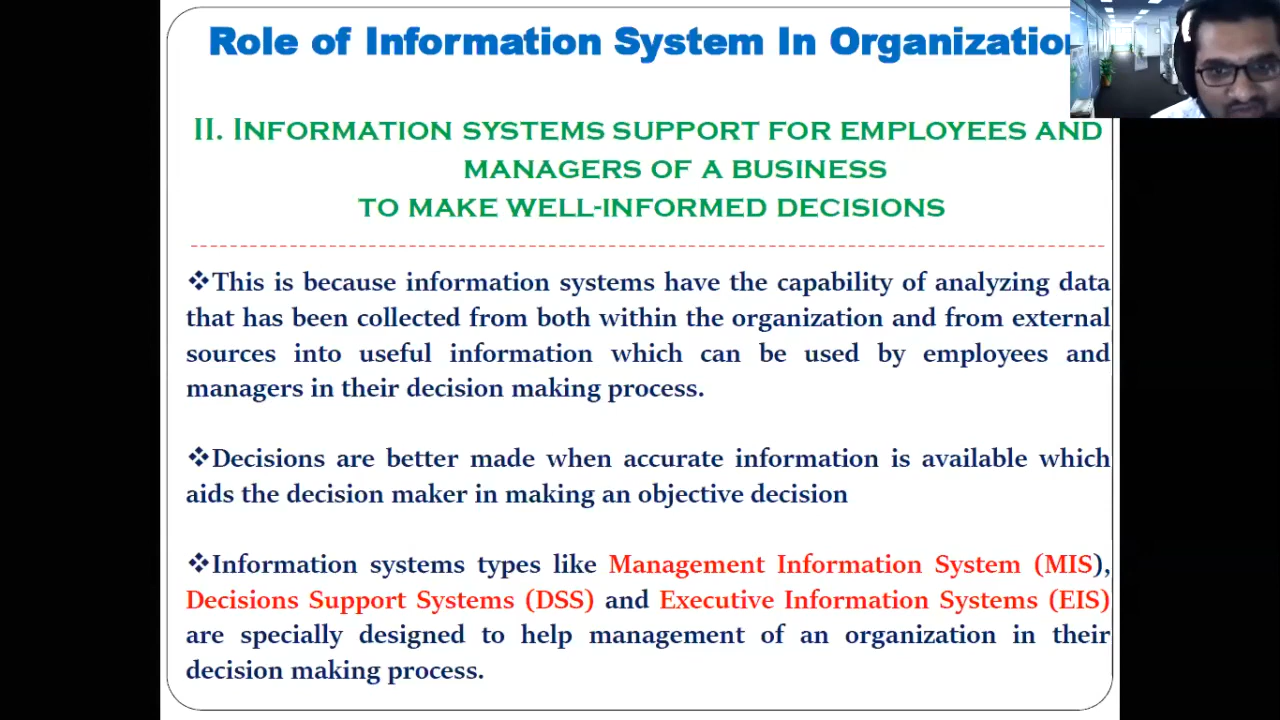 Role of Information System In Organization
II. INFORMATION SYSTEMS SUPPORT FOR EMPLOYEES AND
MANAGERS OF A BUSINESS
TO MAKE WELL-INFORMED DECISIONS
❖This is because information systems have the capability of analyzing data
that has been collected from both within the organization and from external
sources into useful information which can be used by employees and
managers in their decision making process.
❖Decisions are better made when accurate information is available which
aids the decision maker in making an objective decision
❖Information systems types like Management Information System (MIS),
Decisions Support Systems (DSS) and Executive Information Systems (EIS)
are specially designed to help management of an organization in their
decision making process.